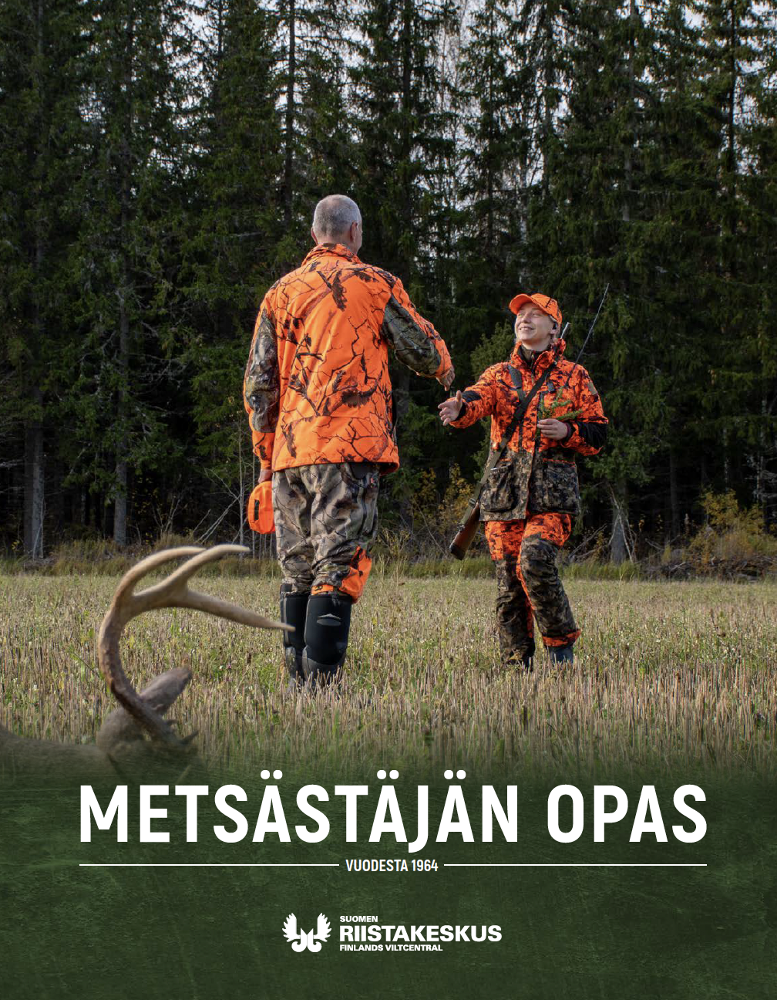 METSÄSTÄJÄN OPAS
VUODESTA 1964
SUOMEN
RIISTAKESKUS
FINLANDS VILTCENTRAL